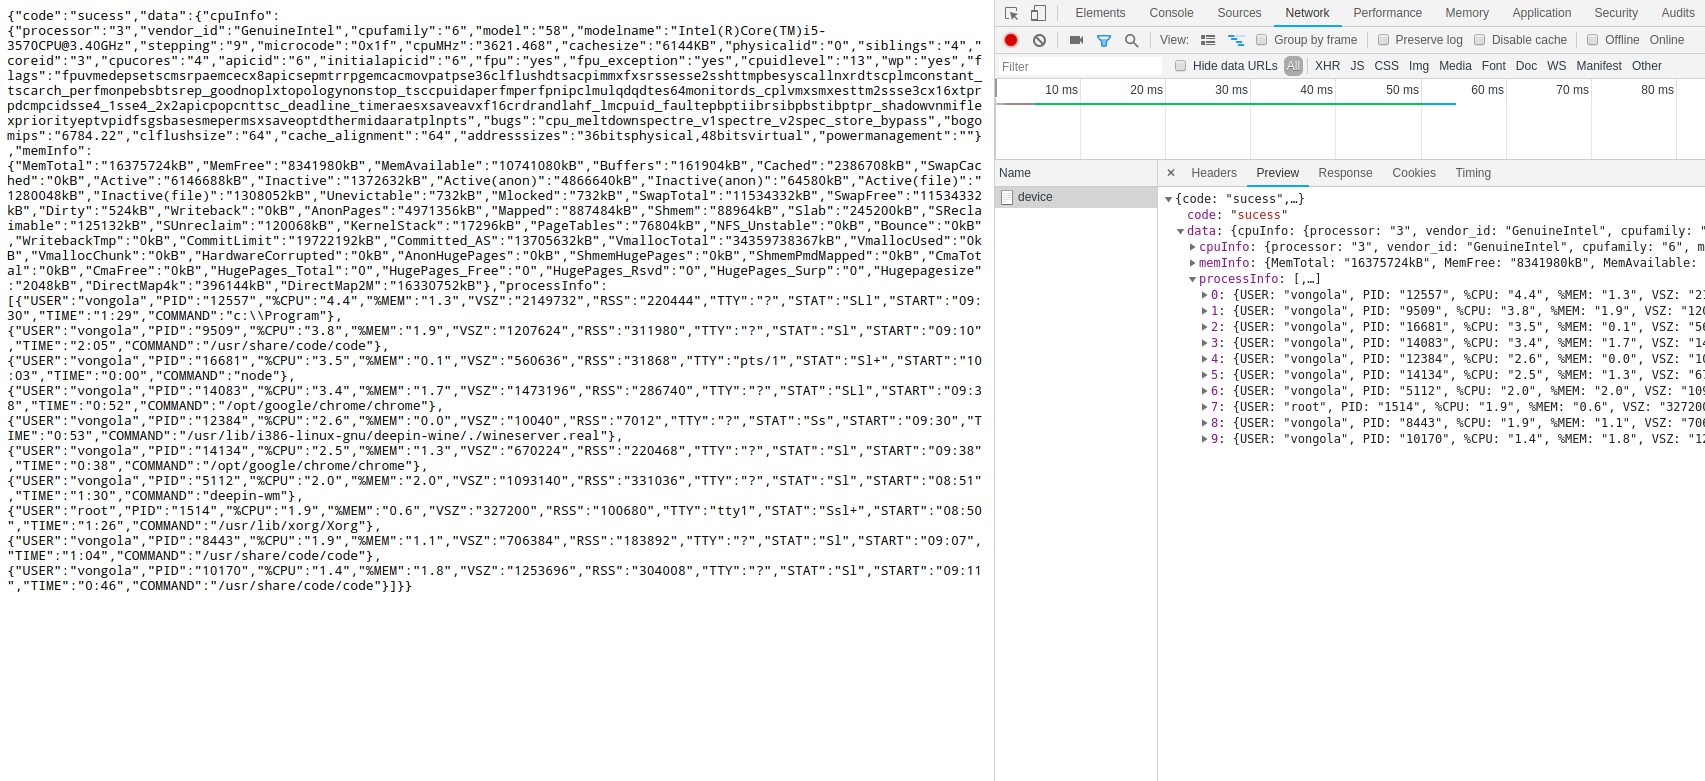 {"code":"sucess","data":{"cpuInfo":
{"processor":"3","vendor_id":"GenuineIntel","cpufamily":"6","model":"58","modelname":"Intel(R)Core(TM)i5-
3570CPU@3.40GHz","stepping":"9","microcode":"0x1f","cpuMHz":"3621.468","cachesize":"6144KB","physicalid":"0","siblings":"4","
coreid":"3","cpucores":"4","apicid":"6","initialapicid":"6","fpu":"yes","fpu_exception":"yes","cpuidlevel":"13","wp":"yes","f
lags":"fpuvmedepsetscmsrpaemcecx8apicsepmtrrpgemcacmovpatpse36clflushdtsacpimmxfxsrssesse2sshttmpbesyscallnxrdtscplmconstant_
tscarch_perfmonpebsbtsrep_goodnoplxtopologynonstop_tsccpuidaperfmperfpnipclmulqdqdtes64monitords_cplvmxsmxesttm2ssse3cx16xtpr
pdcmpcidsse4_1sse4_2x2apicpopcnttsc_deadline_timeraesxsaveavxf16crdrandlahf_lmcpuid_faultepbptiibrsibpbstibptpr_shadowvnmifle
xpriorityeptvpidfsgsbasesmepermsxsaveoptdthermidaaratplnpts","bugs":"cpu_meltdownspectre_v1spectre_v2spec_store_bypass","bogo
mips":"6784.22","clflushsize":"64","cache_alignment":"64","addresssizes":"36bitsphysical,48bitsvirtual","powermanagement":""}
,"memInfo":
{"MemTotal":"16375724kB","MemFree":"8341980kB","MemAvailable":"10741080kB","Buffers":"161904kB","Cached":"2386708kB","SwapCac
hed":"0kB","Active":"6146688kB","Inactive":"1372632kB","Active(anon)":"4866640kB","Inactive(anon)":"64580kB","Active(file)":"
1280048kB","Inactive(file)":"1308052kB","Unevictable":"732kB","Mlocked":"732kB","SwapTotal":"11534332kB","SwapFree":"11534332
kB","Dirty":"524kB","Writeback":"0kB","AnonPages":"4971356kB","Mapped":"887484kB","Shmem":"88964kB","Slab":"245200kB","SRecla
imable":"125132kB","SUnreclaim":"120068kB","KernelStack":"17296kB","PageTables":"76804kB","NFS_Unstable":"0kB","Bounce":"0kB"
,"WritebackTmp":"0kB","CommitLimit":"19722192kB","Committed_AS":"13705632kB","VmallocTotal":"34359738367kB","VmallocUsed":"0k
B","VmallocChunk":"0kB","HardwareCorrupted":"0kB","AnonHugePages":"0kB","ShmemHugePages":"0kB","ShmemPmdMapped":"0kB","CmaTot
al":"0kB","CmaFree":"0kB","HugePages_Total":"0","HugePages_Free":"0","HugePages_Rsvd":"0","HugePages_Surp":"0","Hugepagesize"
:"2048kB","DirectMap4k":"396144kB","DirectMap2M":"16330752kB"},"processInfo":
[{"USER":"vongola","PID":"12557","%CPU":"4.4","%MEM":"1.3","VSZ":"2149732","RSS":"220444","TTY":"?","STAT":"SLl","START":"09:
30","TIME":"1:29","COMMAND":"c:\\Program"},
{"USER":"vongola","PID":"9509","%CPU":"3.8","%MEM":"1.9","VSZ":"1207624","RSS":"311980","TTY":"?","STAT":"Sl","START":"09:10"
,"TIME":"2:05","COMMAND":"/usr/share/code/code"},
{"USER":"vongola","PID":"16681","%CPU":"3.5","%MEM":"0.1","VSZ":"560636","RSS":"31868","TTY":"pts/1","STAT":"Sl+","START":"10
:03","TIME":"0:00","COMMAND":"node"},
{"USER":"vongola","PID":"14083","%CPU":"3.4","%MEM":"1.7","VSZ":"1473196","RSS":"286740","TTY":"?","STAT":"SLl","START":"09:3
8","TIME":"0:52","COMMAND":"/opt/google/chrome/chrome"},
{"USER":"vongola","PID":"12384","%CPU":"2.6","%MEM":"0.0","VSZ":"10040","RSS":"7012","TTY":"?","STAT":"Ss","START":"09:30","T
IME":"0:53","COMMAND":"/usr/lib/i386-linux-gnu/deepin-wine/./wineserver.real"},
{"USER":"vongola","PID":"14134","%CPU":"2.5","%MEM":"1.3","VSZ":"670224","RSS":"220468","TTY":"?","STAT":"Sl","START":"09:38"
,"TIME":"0:38","COMMAND":"/opt/google/chrome/chrome"},
{"USER":"vongola","PID":"5112","%CPU":"2.0","%MEM":"2.0","VSZ":"1093140","RSS":"331036","TTY":"?","STAT":"Sl","START":"08:51"
,"TIME":"1:30","COMMAND":"deepin-wm"},
{"USER":"root","PID":"1514","%CPU":"1.9","%MEM":"0.6","VSZ":"327200","RSS":"100680","TTY":"tty1","STAT":"Ssl+","START":"08:50
","TIME":"1:26","COMMAND":"/usr/lib/xorg/Xorg"},
{"USER":"vongola","PID":"8443","%CPU":"1.9","%MEM":"1.1","VSZ":"706384","RSS":"183892","TTY":"?","STAT":"Sl","START":"09:07",
"TIME":"1:04","COMMAND":"/usr/share/code/code"},
{"USER":"vongola","PID":"10170","%CPU":"1.4","%MEM":"1.8","VSZ":"1253696","RSS":"304008","TTY":"?","STAT":"Sl","START":"09:11
","TIME":"0:46","COMMAND":"/usr/share/code/code"}]}}
Elements Console Sources Network Performance Memory Application Security Audits
View: Group by frame Preserve log Disable cache Offline Online
Filter Hide data URLs All XHR JS CSS Img Media Font Doc WS Manifest Other
10 ms 20 ms 30 ms 40 ms 50 ms 60 ms 70 ms 80 ms
Name × Headers Preview Response Cookies Timing
device
{code: "sucess",…}
code: "sucess"
data: {cpuInfo: {processor: "3", vendor_id: "GenuineIntel", cpufamily: "
cpuInfo: {processor: "3", vendor_id: "GenuineIntel", cpufamily: "6", m
memInfo: {MemTotal: "16375724kB", MemFree: "8341980kB", MemAvailable:
processInfo: [,…]
0: {USER: "vongola", PID: "12557", %CPU: "4.4", %MEM: "1.3", VSZ: "21
1: {USER: "vongola", PID: "9509", %CPU: "3.8", %MEM: "1.9", VSZ: "120
2: {USER: "vongola", PID: "16681", %CPU: "3.5", %MEM: "0.1", VSZ: "56
3: {USER: "vongola", PID: "14083", %CPU: "3.4", %MEM: "1.7", VSZ: "14
4: {USER: "vongola", PID: "12384", %CPU: "2.6", %MEM: "0.0", VSZ: "10
5: {USER: "vongola", PID: "14134", %CPU: "2.5", %MEM: "1.3", VSZ: "67
6: {USER: "vongola", PID: "5112", %CPU: "2.0", %MEM: "2.0", VSZ: "109
7: {USER: "root", PID: "1514", %CPU: "1.9", %MEM: "0.6", VSZ: "327200
8: {USER: "vongola", PID: "8443", %CPU: "1.9", %MEM: "1.1", VSZ: "706
9: {USER: "vongola", PID: "10170", %CPU: "1.4", %MEM: "1.8", VSZ: "12